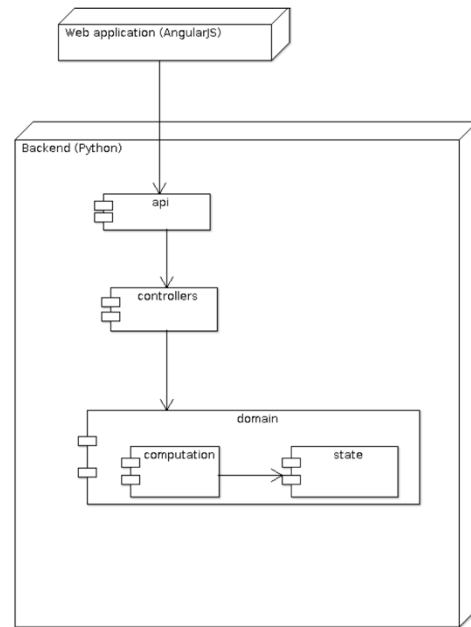 Web application (AngularJS)
Backend (Python)
api
controllers
domain
computation
state